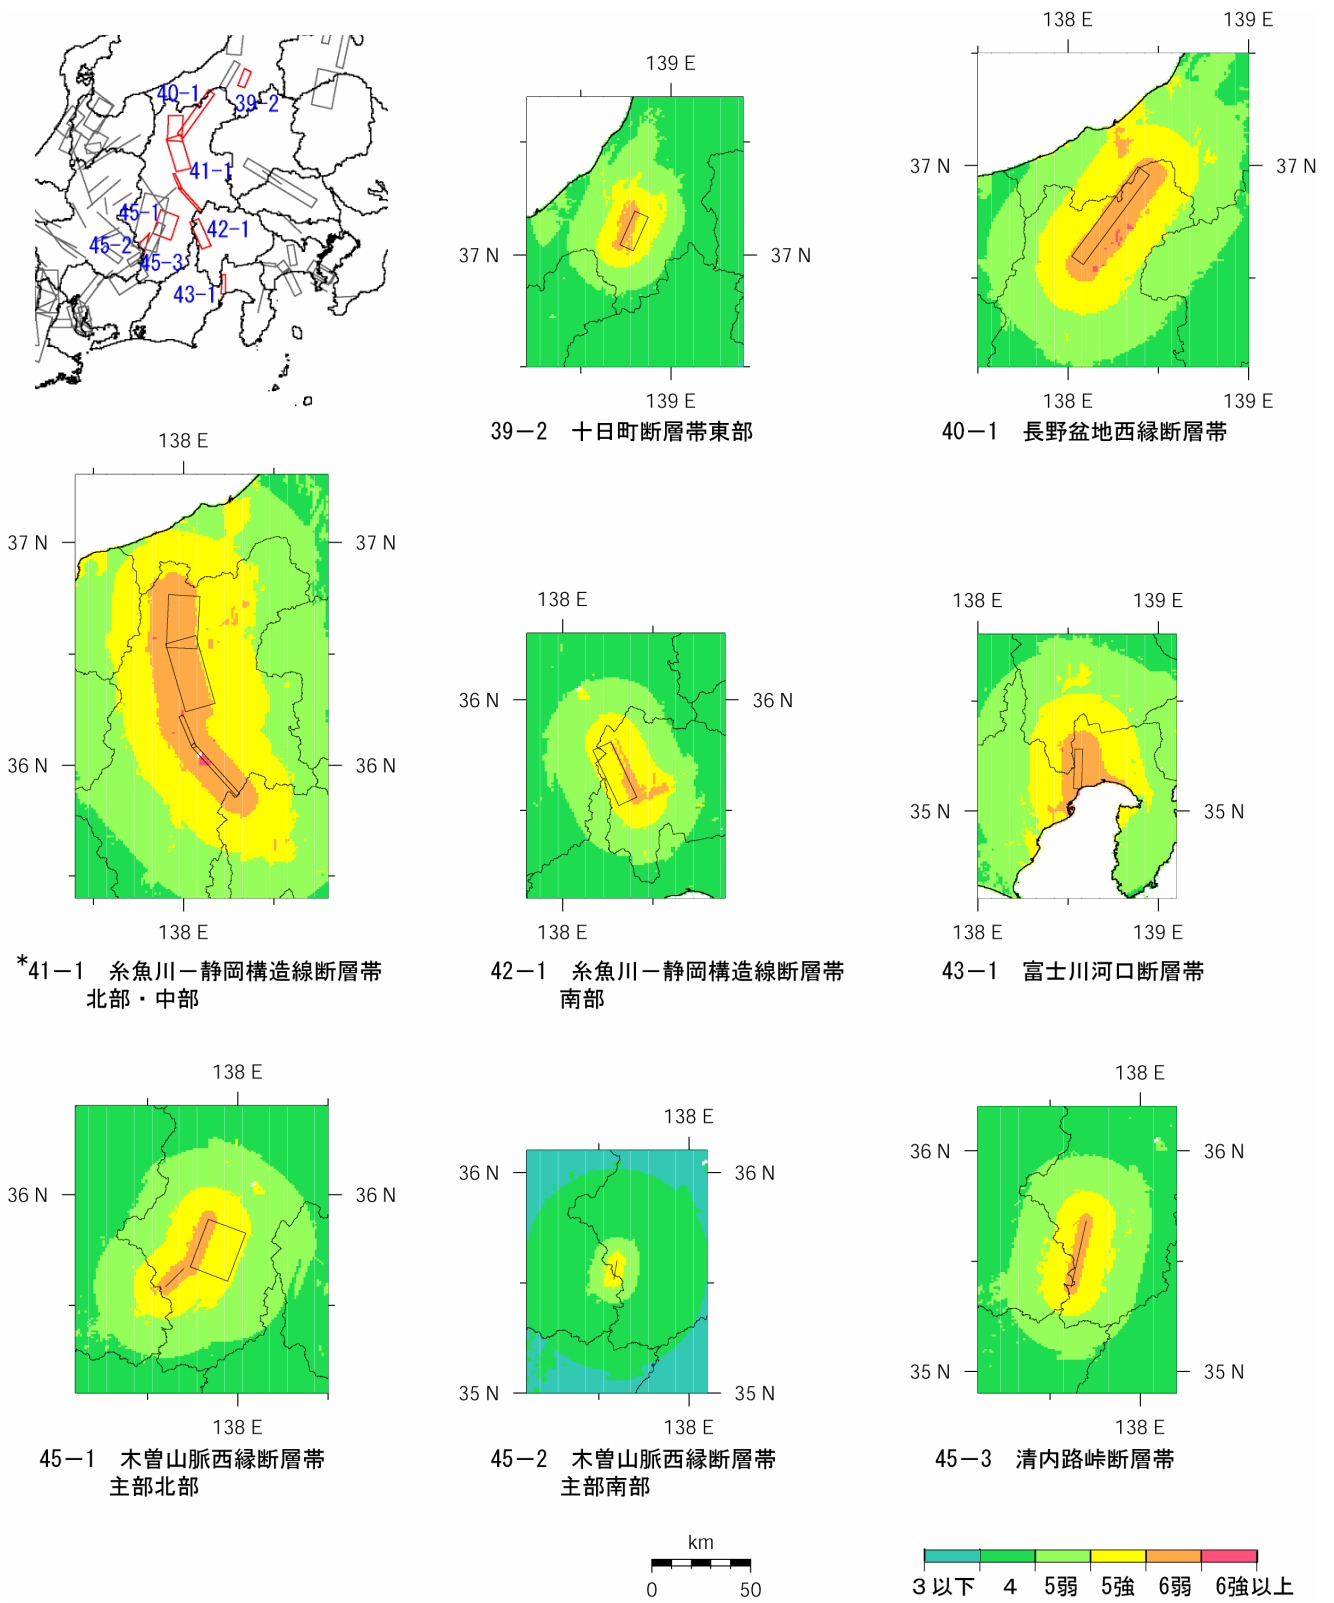 40-1
39-2
41-1
45-1
42-1
45-2
45-3
43-1
139 E
37 N
37 N
139 E
39－2　十日町断層帯東部
138 E
139 E
37 N
37 N
138 E
139 E
40－1　長野盆地西縁断層帯
138 E
37 N
37 N
36 N
36 N
138 E
*41－1　糸魚川－静岡構造線断層帯
北部・中部
138 E
36 N
36 N
138 E
42－1　糸魚川－静岡構造線断層帯
南部
138 E
139 E
35 N
35 N
138 E
139 E
43－1　富士川河口断層帯
138 E
36 N
36 N
138 E
45－1　木曽山脈西縁断層帯
主部北部
138 E
36 N
36 N
35 N
35 N
138 E
45－2　木曽山脈西縁断層帯
主部南部
138 E
36 N
36 N
35 N
35 N
138 E
45－3　清内路峠断層帯
km
0
50
3以下
4
5弱
5強
6弱
6強以上